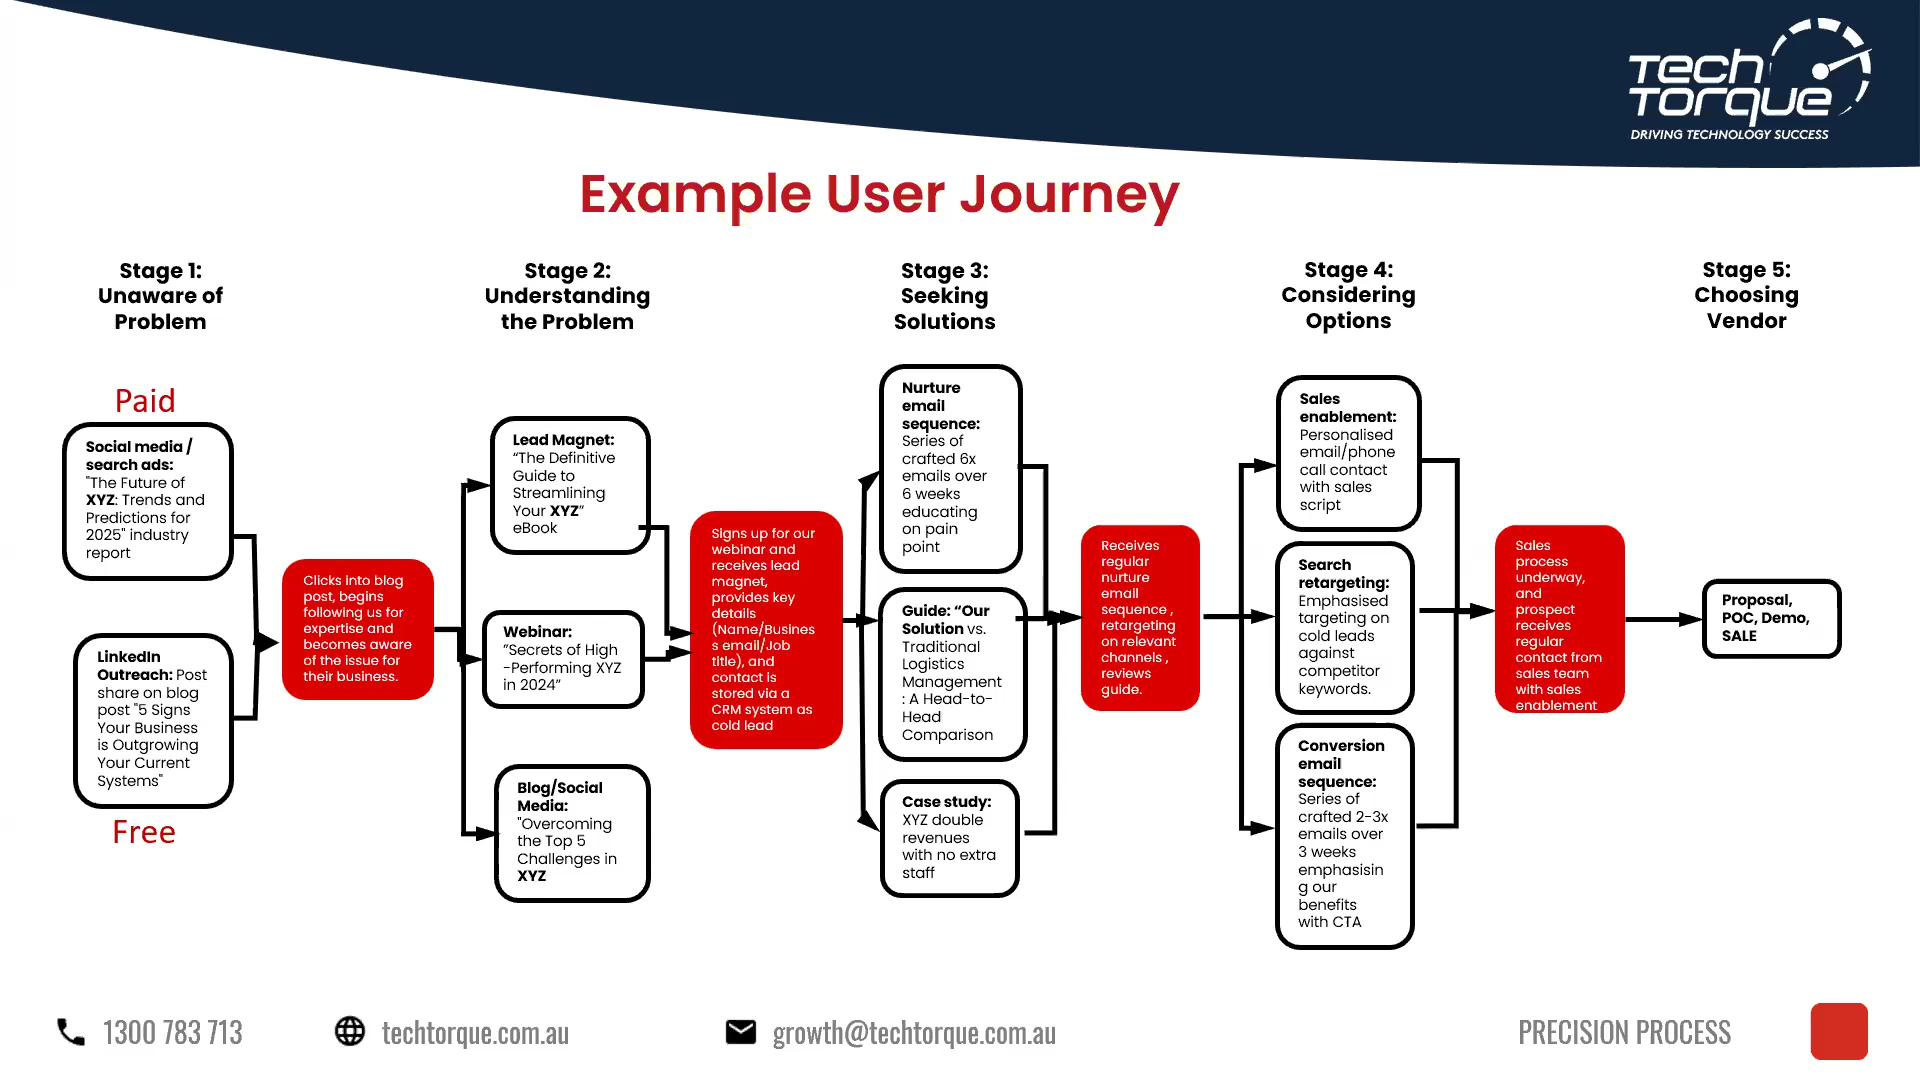 Tech
Torque
DRIVING TECHNOLOGY SUCCESS
Example User Journey
Stage 1:
Unaware of
Problem
Stage 2:
Understanding
the Problem
Stage 3:
Seeking
Solutions
Stage 4:
Considering
Options
Stage 5:
Choosing
Vendor
Paid
Social media /
search ads:
"The Future of
XYZ: Trends and
Predictions for
2025" industry
report
LinkedIn
Outreach: Post
share on blog
post "5 Signs
Your Business
is Outgrowing
Your Current
Systems"
Free
Clicks into blog
post, begins
following us for
expertise and
becomes aware
of the issue for
their business.
Lead Magnet:
“The Definitive
Guide to
Streamlining
Your XYZ”
eBook
Webinar:
“Secrets of High
-Performing XYZ
in 2024”
Blog/Social
Media:
"Overcoming
the Top 5
Challenges in
XYZ
Signs up for our
webinar and
receives lead
magnet,
provides key
details
(Name/Busines
s email/Job
title), and
contact is
stored via a
CRM system as
cold lead
Nurture
email
sequence:
Series of
crafted 6x
emails over
6 weeks
educating
on pain
point
Guide: “Our
Solution vs.
Traditional
Logistics
Management
: A Head-to-
Head
Comparison
Case study:
XYZ double
revenues
with no extra
staff
Receives
regular
nurture
email
sequence ,
retargeting
on relevant
channels ,
reviews
guide.
Sales
enablement:
Personalised
email/phone
call contact
with sales
script
Search
retargeting:
Emphasised
targeting on
cold leads
against
competitor
keywords.
Conversion
email
sequence:
Series of
crafted 2-3x
emails over
3 weeks
emphasisin
g our
benefits
with CTA
Sales
process
underway,
and
prospect
receives
regular
contact from
sales team
with sales
enablement
Proposal,
POC, Demo,
SALE
1300 783 713
techtorque.com.au
growth@techtorque.com.au
PRECISION PROCESS